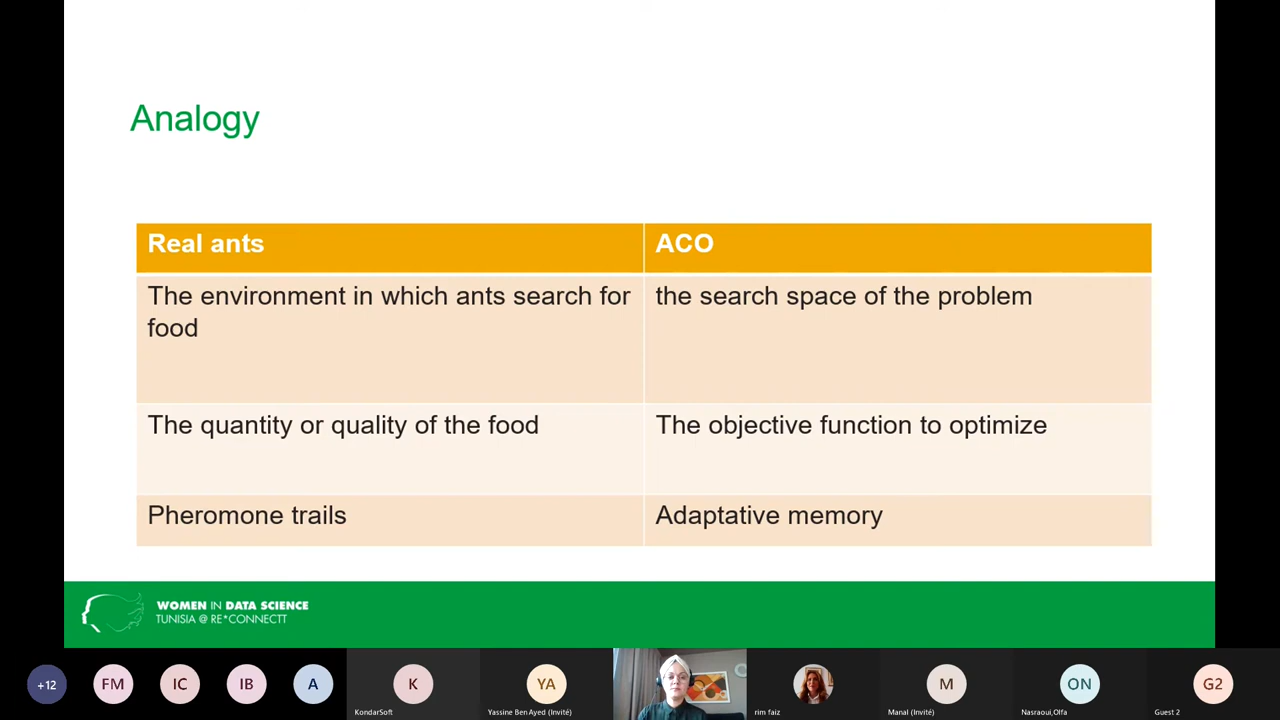 Analogy
Real ants
ACO
The environment in which ants search for
food
the search space of the problem
The quantity or quality of the food
The objective function to optimize
Pheromone trails
Adaptative memory
WOMEN IN DATA SCIENCE
TUNISIA @ RE*CONNECTT
+12
FM
IC
IB
A
K
KondarSoft
YA
Yassine Ben Ayed (Invité)
rim faiz
M
Manal (Invité)
ON
Nasraoui,Olfa
G2
Guest 2